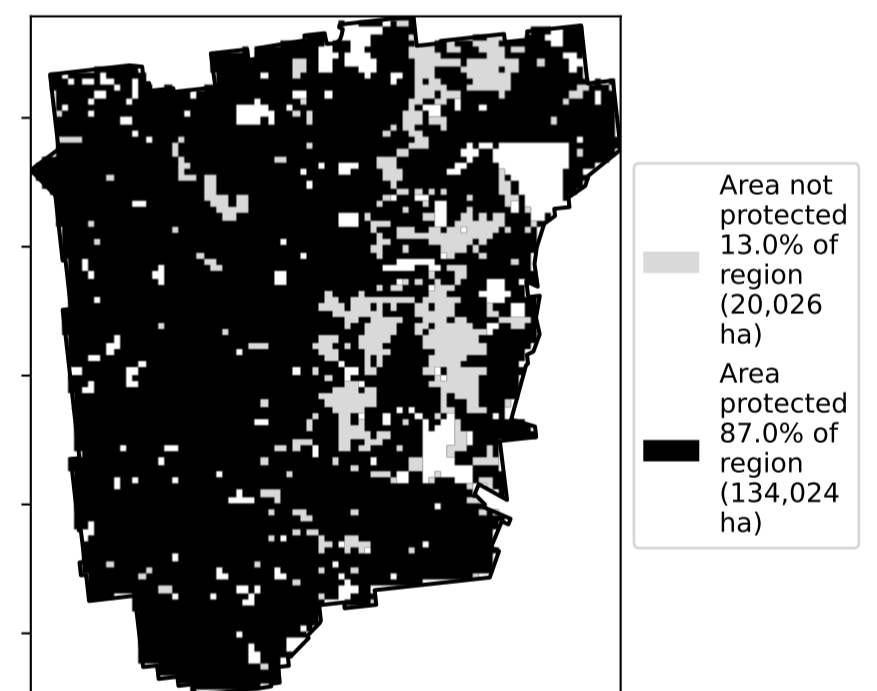 Area not
protected
13.0% of
region
(20,026
ha)
Area
protected
87.0% of
region
(134,024
ha)